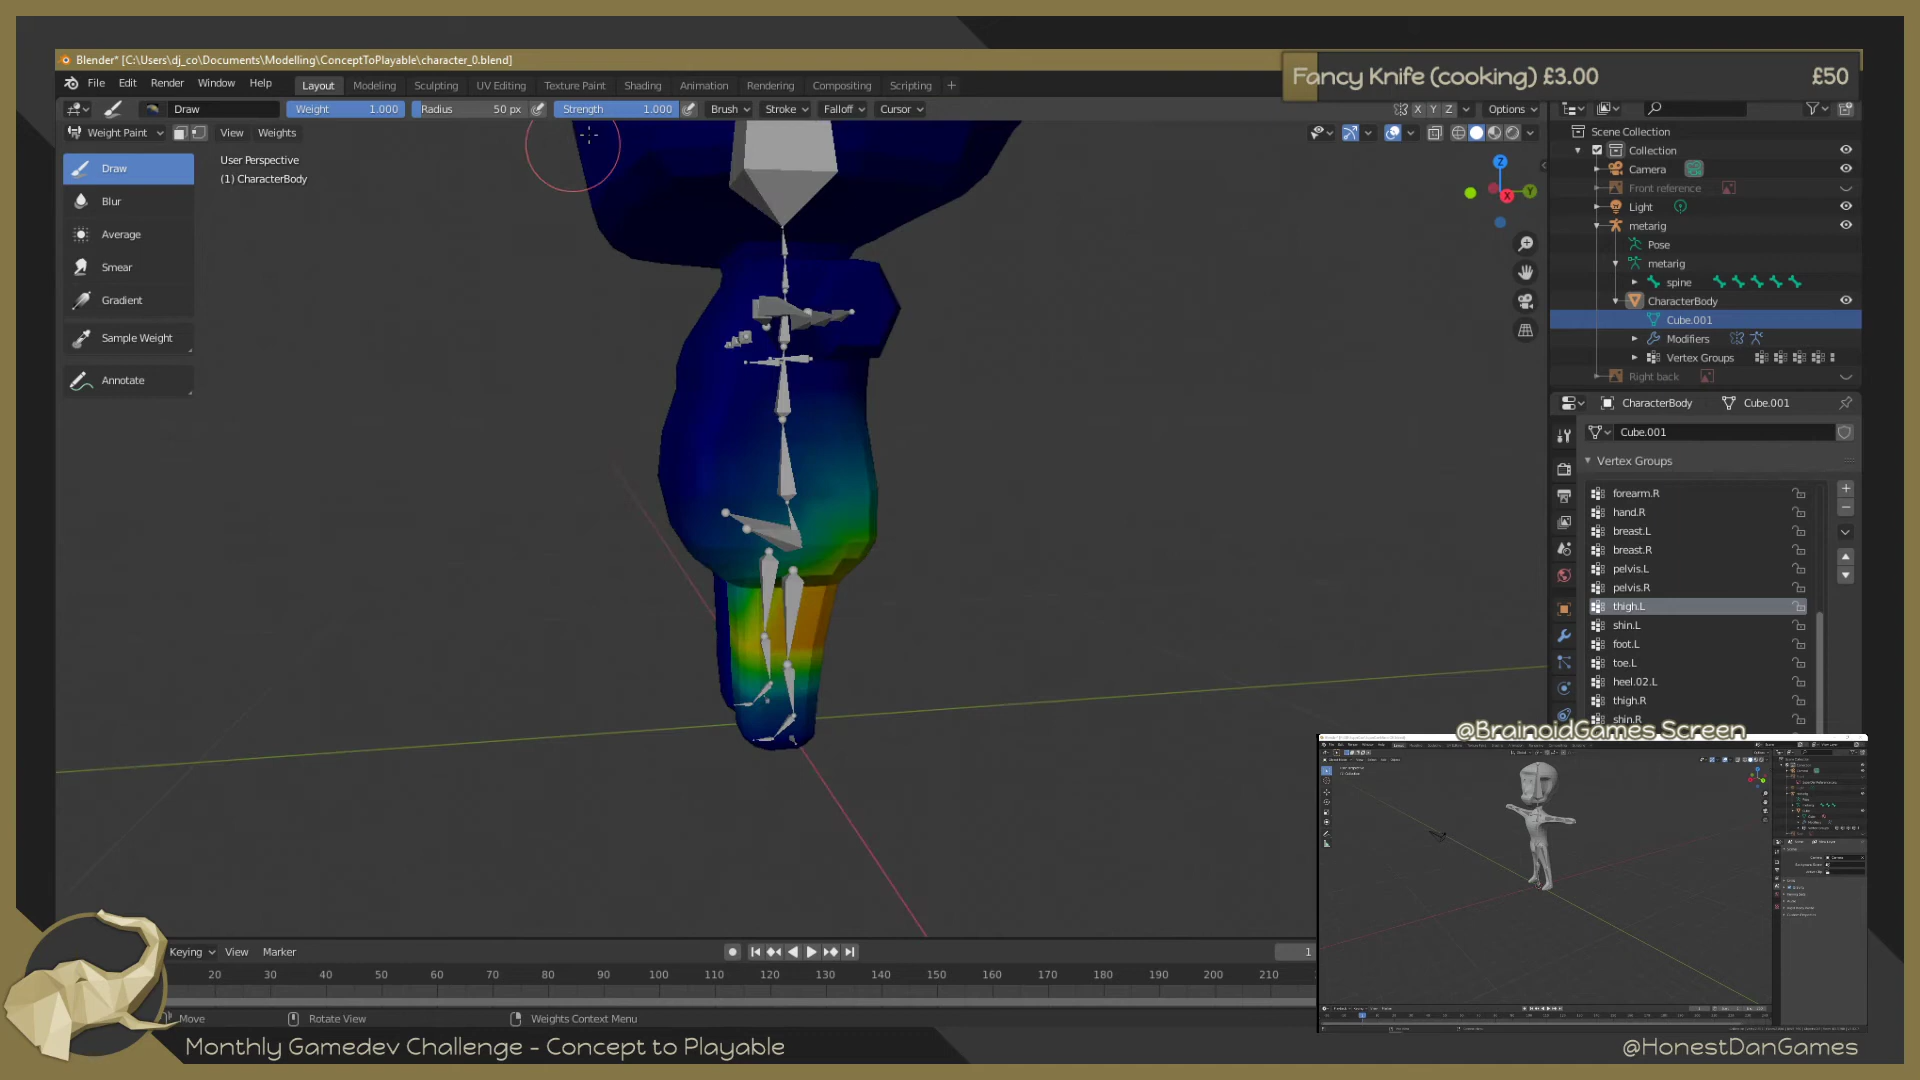 Blender* [C:\Users\dj_co\Documents\Modelling\ConceptToPlayable\character_0.blend]
Fancy Knife (cooking) £3.00 £50
File Edit Render Window Help Layout Modeling Sculpting UV Editing Texture Paint Shading Animation Rendering Compositing Scripting +
Draw Weight 1.000 Radius 50 px Strength 1.000 Brush Stroke Falloff Cursor X Y Z Options
Weight Paint View Weights
Scene Collection
Collection
Camera
Front reference
Light
metarig
Pose
metarig
spine
CharacterBody
Cube.001
Modifiers
Vertex Groups
Right back
Draw
Blur
Average
Smear
Gradient
Sample Weight
Annotate
User Perspective
(1) CharacterBody
Z
Y
X
CharacterBody Cube.001
Cube.001
Vertex Groups
forearm.R
hand.R
breast.L
breast.R
pelvis.L
pelvis.R
thigh.L
shin.L
foot.L
toe.L
heel.02.L
thigh.R
shin.R
@BrainoidGames Screen
Keying View Marker 1
20 30 40 50 60 70 80 90 100 110 120 130 140 150 160 170 180 190 200 210
Move Rotate View Weights Context Menu
Monthly Gamedev Challenge - Concept to Playable
@HonestDanGames